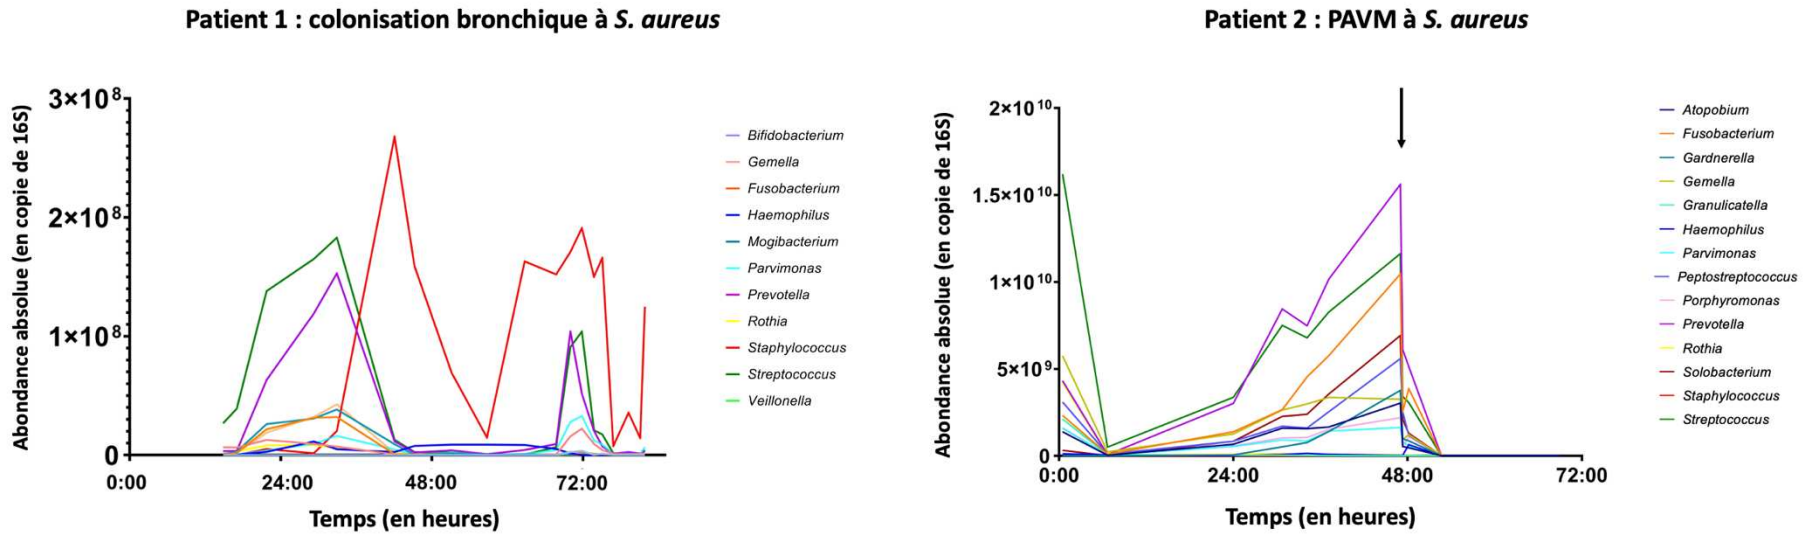 Patient 1 : colonisation bronchique à S. aureus
Abondance absolue (en copie de 16S)
3×10⁸
2×10⁸
1×10⁸
0
0:00 24:00 48:00 72:00
Temps (en heures)
Bifidobacterium
Gemella
Fusobacterium
Haemophilus
Mogibacterium
Parvimonas
Prevotella
Rothia
Staphylococcus
Streptococcus
Veillonella
Patient 2 : PAVM à S. aureus
Abondance absolue (en copie de 16S)
2×10¹⁰
1.5×10¹⁰
1×10¹⁰
5×10⁹
0
0:00 24:00 48:00 72:00
Temps (en heures)
Atopobium
Fusobacterium
Gardnerella
Gemella
Granulicatella
Haemophilus
Parvimonas
Peptostreptococcus
Porphyromonas
Prevotella
Rothia
Solobacterium
Staphylococcus
Streptococcus